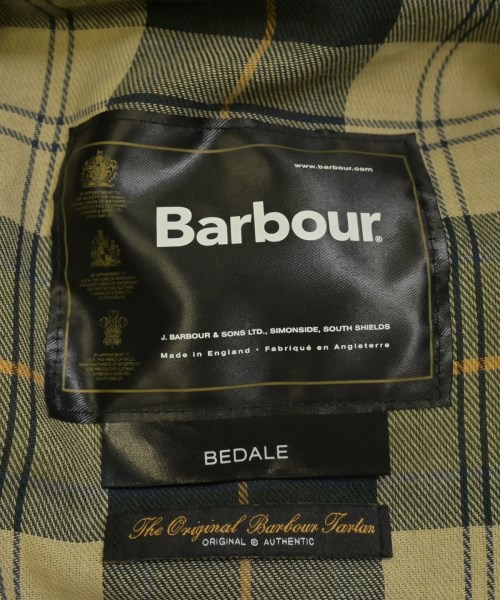 www.barbour.com
Barbour®
J. BARBOUR & SONS LTD., SIMONSIDE, SOUTH SHIELDS
Made in England · Fabriqué en Angleterre
BEDALE
The Original Barbour Tartan
ORIGINAL & AUTHENTIC